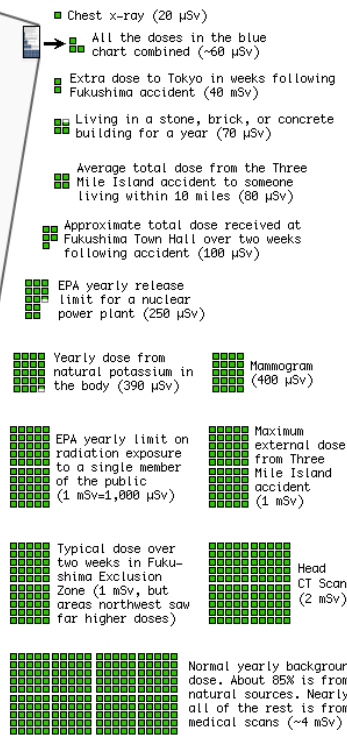 Chest x-ray (20 μSv)
All the doses in the blue
chart combined (~60 μSv)
Extra dose to Tokyo in weeks following
Fukushima accident (40 mSv)
Living in a stone, brick, or concrete
building for a year (70 μSv)
Average total dose from the Three
Mile Island accident to someone
living within 10 miles (80 μSv)
Approximate total dose received at
Fukushima Town Hall over two weeks
following accident (100 μSv)
EPA yearly release
limit for a nuclear
power plant (250 μSv)
Yearly dose from
natural potassium in
the body (390 μSv)
Mammogram
(400 μSv)
EPA yearly limit on
radiation exposure
to a single member
of the public
(1 mSv=1,000 μSv)
Maximum
external dose
from Three
Mile Island
accident
(1 mSv)
Typical dose over
two weeks in Fuku-
shima Exclusion
Zone (1 mSv, but
areas northwest saw
far higher doses)
Head
CT Scan
(2 mSv)
Normal yearly backgroun
dose. About 85% is from
natural sources. Nearly
all of the rest is from
medical scans (~4 mSv)